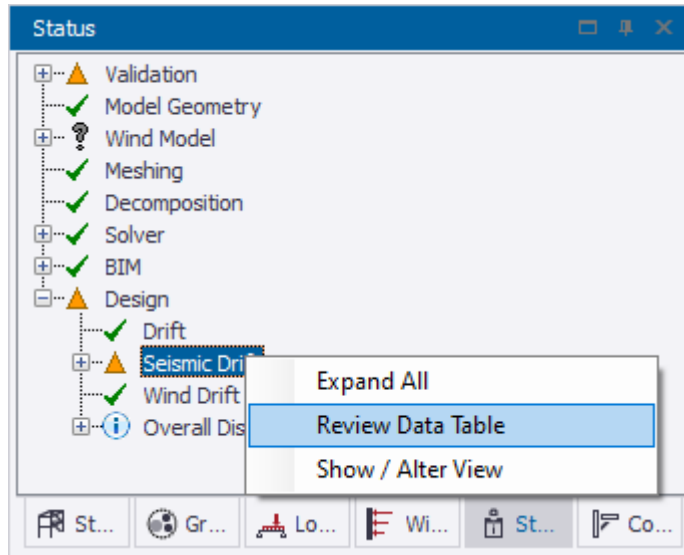 Status
Validation
Model Geometry
Wind Model
Meshing
Decomposition
Solver
BIM
Design
Drift
Seismic Dri
Expand All
Wind Drift
Review Data Table
Overall Dis
Show / Alter View
St... Gr... Lo... Wi... St... Co...